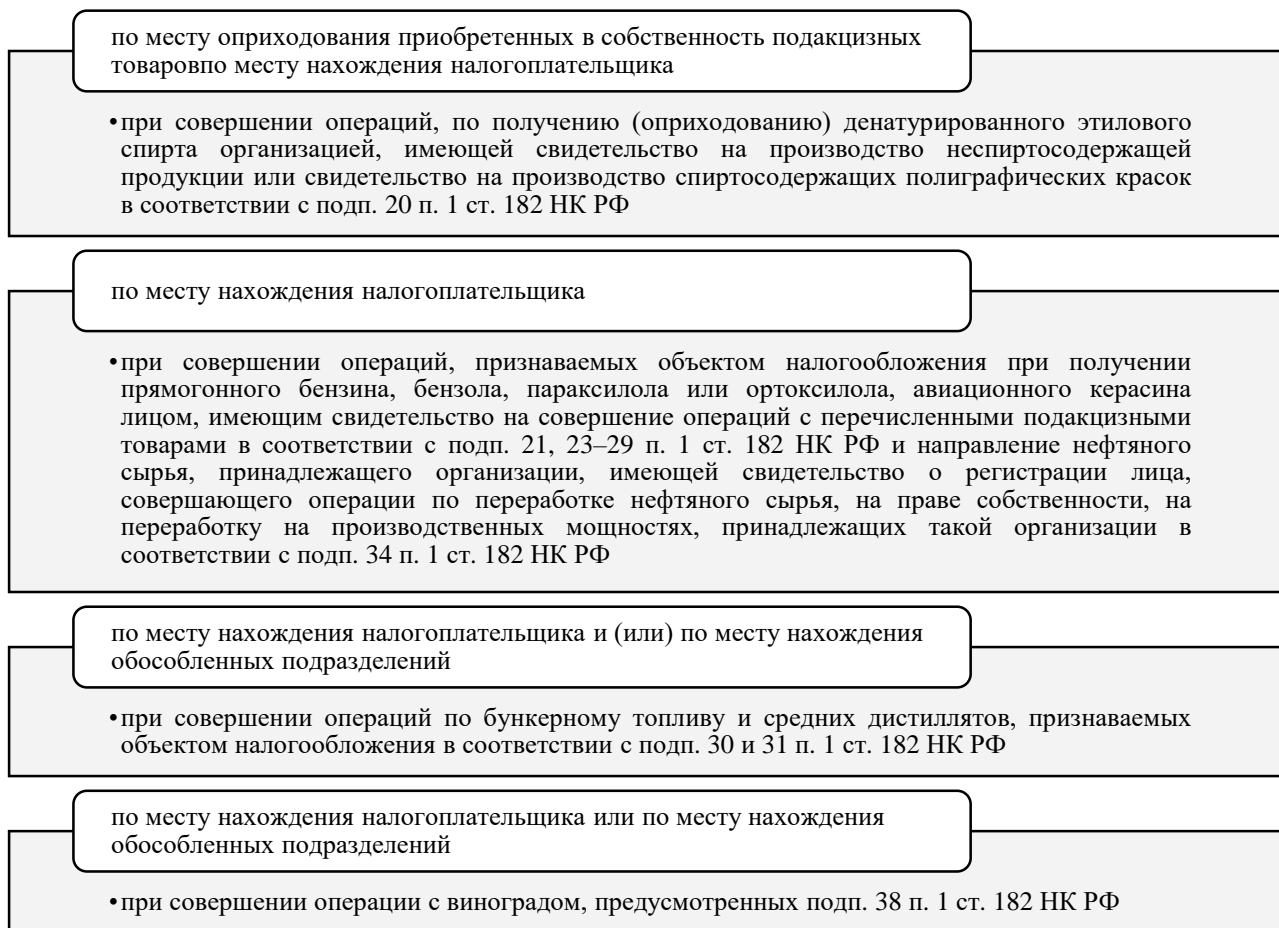 по месту оприходования приобретенных в собственность подакцизных
товаровпо месту нахождения налогоплательщика
•при совершении операций, по получению (оприходованию) денатурированного этилового
спирта организацией, имеющей свидетельство на производство неспиртосодержащей
продукции или свидетельство на производство спиртосодержащих полиграфических красок
в соответствии с подп. 20 п. 1 ст. 182 НК РФ
по месту нахождения налогоплательщика
•при совершении операций, признаваемых объектом налогообложения при получении
прямогонного бензина, бензола, параксилола или ортоксилола, авиационного керасина
лицом, имеющим свидетельство на совершение операций с перечисленными подакцизными
товарами в соответствии с подп. 21, 23–29 п. 1 ст. 182 НК РФ и направление нефтяного
сырья, принадлежащего организации, имеющей свидетельство о регистрации лица,
совершающего операции по переработке нефтяного сырья, на праве собственности, на
переработку на производственных мощностях, принадлежащих такой организации в
соответствии с подп. 34 п. 1 ст. 182 НК РФ
по месту нахождения налогоплательщика и (или) по месту нахождения
обособленных подразделений
•при совершении операций по бункерному топливу и средних дистиллятов, признаваемых
объектом налогообложения в соответствии с подп. 30 и 31 п. 1 ст. 182 НК РФ
по месту нахождения налогоплательщика или по месту нахождения
обособленных подразделений
•при совершении операции с виноградом, предусмотренных подп. 38 п. 1 ст. 182 НК РФ